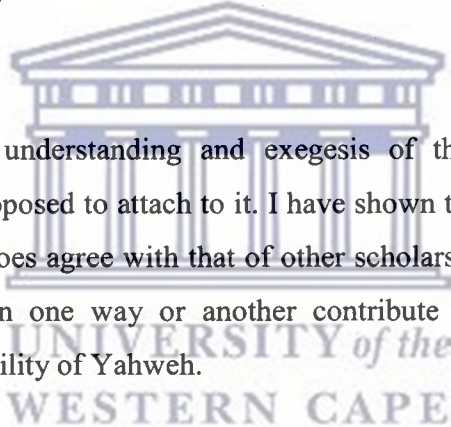 understanding and exegesis of th
pposed to attach to it. I have shown t
oes agree with that of other scholars
n one way or another contribute
UNIVERSITY of the
ility of Yahweh.
WESTERN CAPE